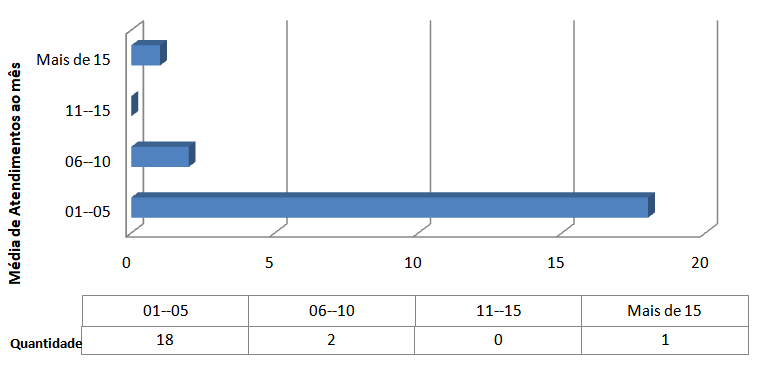 Média de Atendimentos ao mês
Mais de 15
11--15
06--10
01--05
0 5 10 15 20
01--05 06--10 11--15 Mais de 15
Quantidade 18 2 0 1